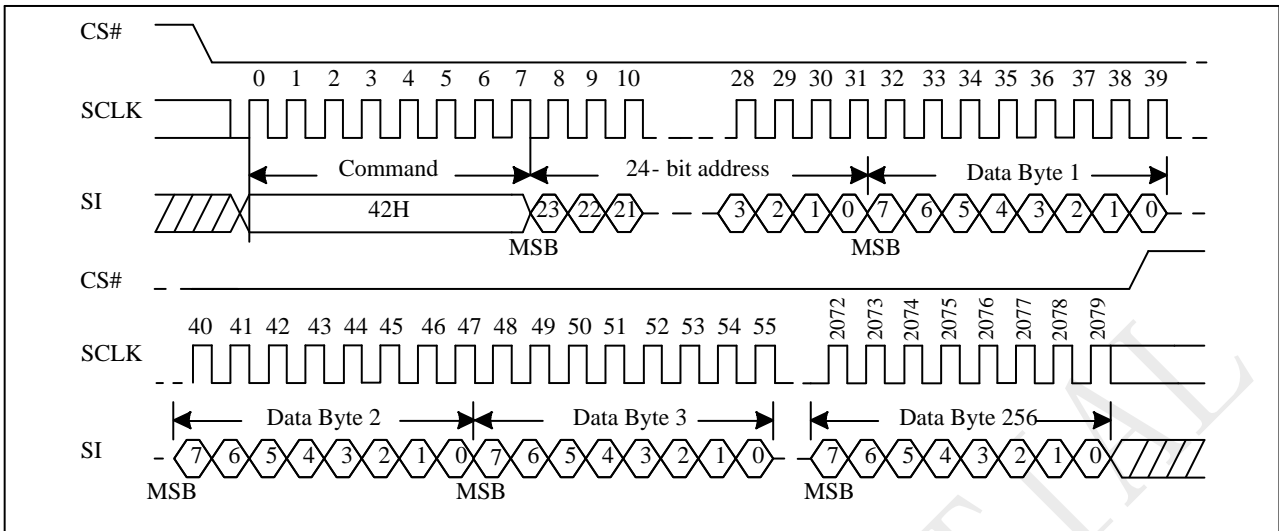 CS#
0 1 2 3 4 5 6 7 8 9 10 28 29 30 31 32 33 34 35 36 37 38 39
SCLK
Command 24- bit address Data Byte 1
SI 42H 23 22 21 3 2 1 0 7 6 5 4 3 2 1 0
MSB MSB
CS#
40 41 42 43 44 45 46 47 48 49 50 51 52 53 54 55 2072 2073 2074 2075 2076 2077 2078 2079
SCLK
Data Byte 2 Data Byte 3 Data Byte 256
SI 7 6 5 4 3 2 1 0 7 6 5 4 3 2 1 0 7 6 5 4 3 2 1 0
MSB MSB MSB
TIAL